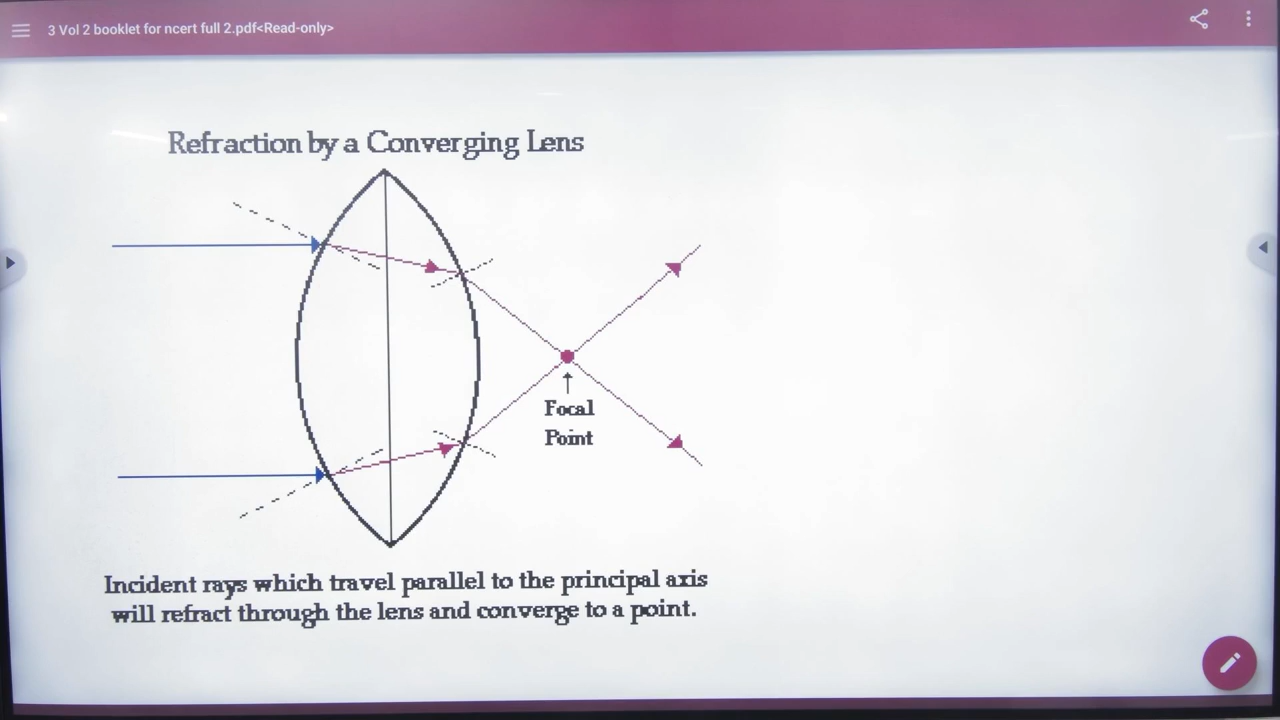 3 Vol 2 booklet for ncert full 2.pdf<Read-only>
Refraction by a Converging Lens
Focal
Point
Incident rays which travel parallel to the principal axis
will refract through the lens and converge to a point.